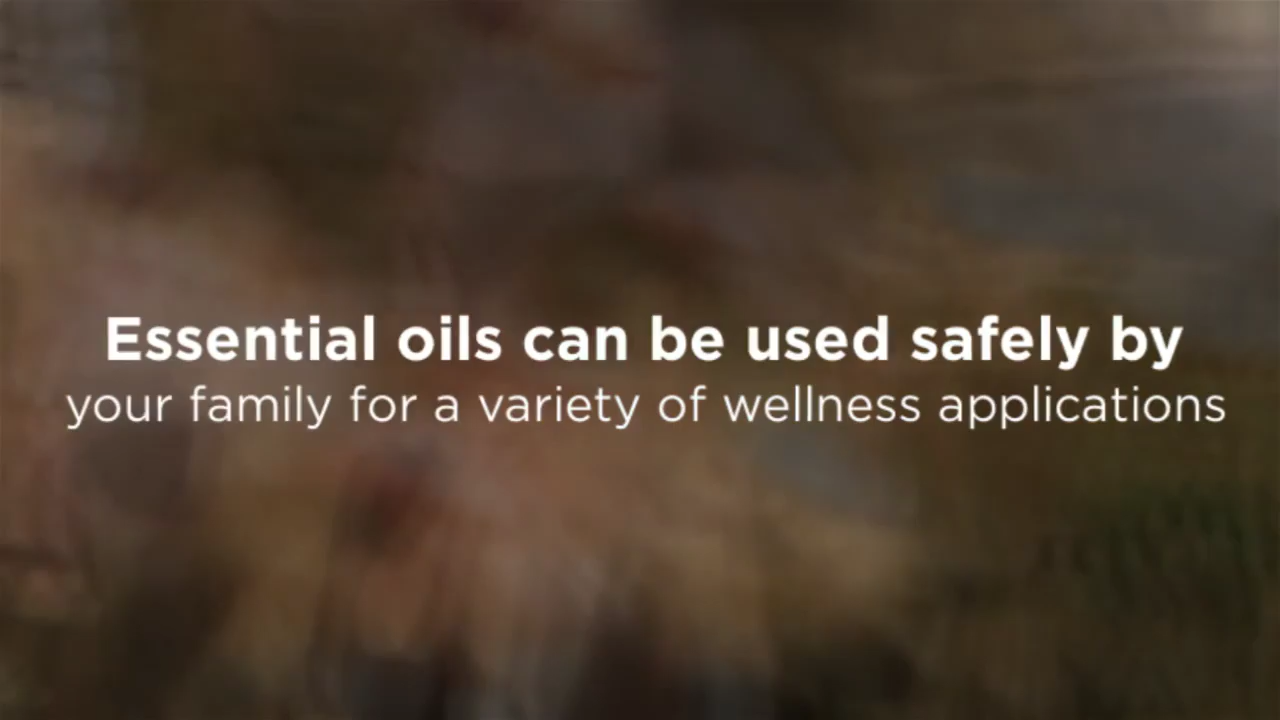 Essential oils can be used safely by
your family for a variety of wellness applications